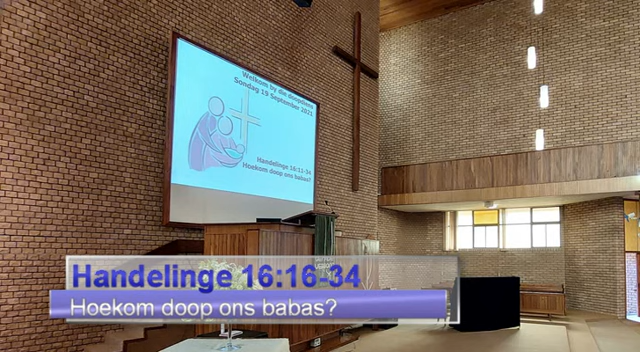 Welkom by die doopdiens
Sondag 19 September 2021
Handelinge 16:11-34
Hoekom doop ons babas?
Handelinge 16:16-34
Hoekom doop ons babas?